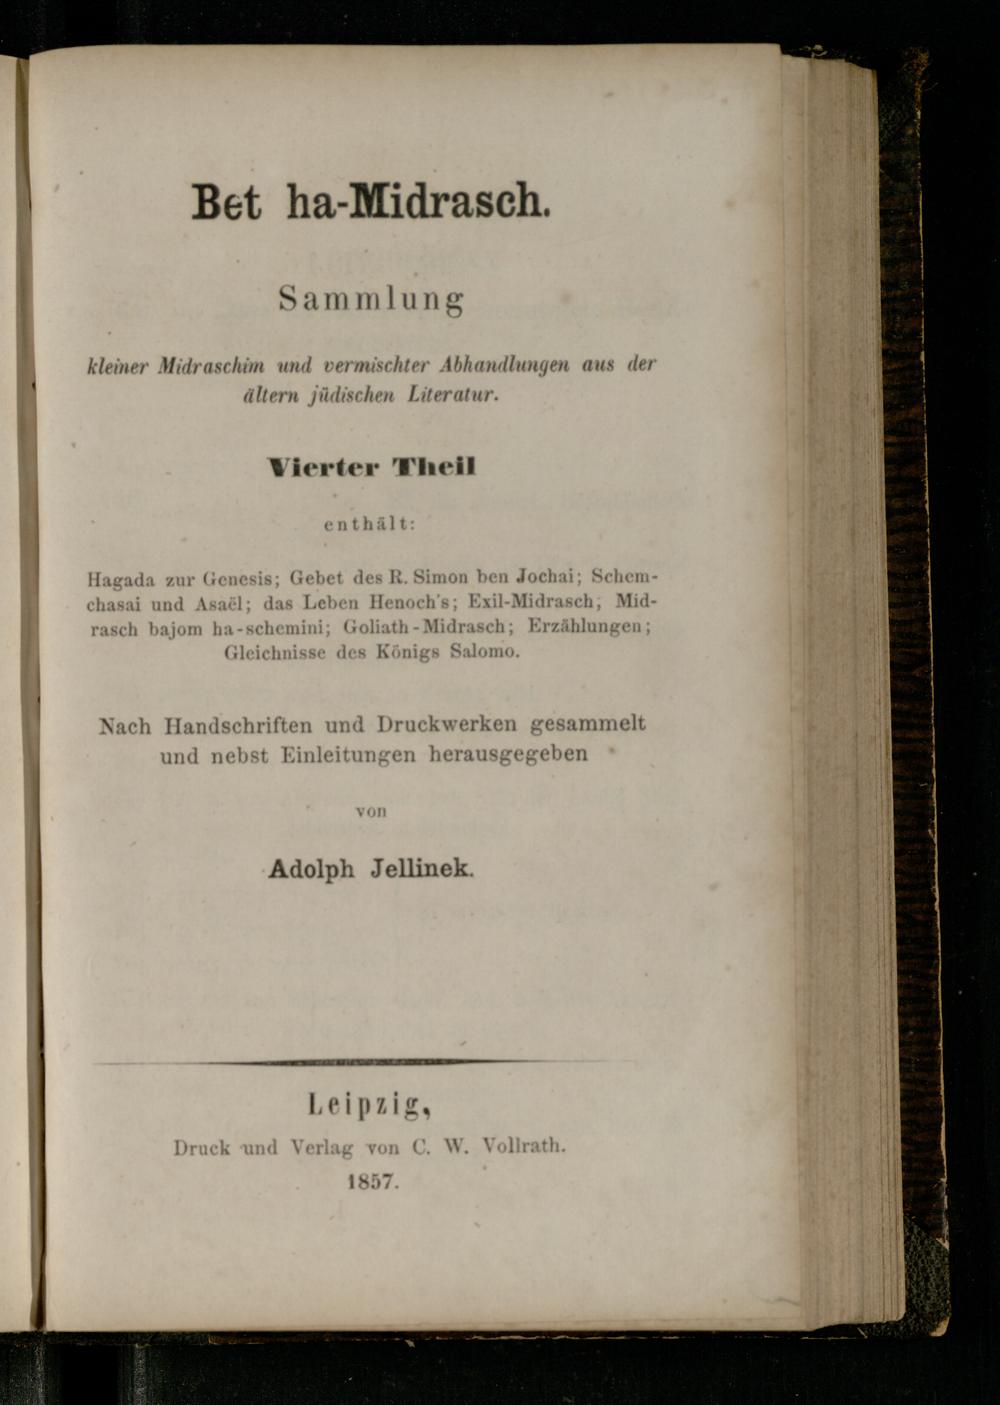 Bet ha-Midrasch.
Sammlung
kleiner Midraschim und vermischter Abhandlungen aus der
ältern jüdischen Literatur.
Vierter Theil
enthält:
Hagada zur Genesis; Gebet des R. Simon ben Jochai; Schem-
chasai und Asaël; das Leben Henoch's; Exil-Midrasch; Mid-
rasch bajom ha-schemini; Goliath-Midrasch; Erzählungen;
Gleichnisse des Königs Salomo.
Nach Handschriften und Druckwerken gesammelt
und nebst Einleitungen herausgegeben
von
Adolph Jellinek.
Leipzig,
Druck und Verlag von C. W. Vollrath.
1857.